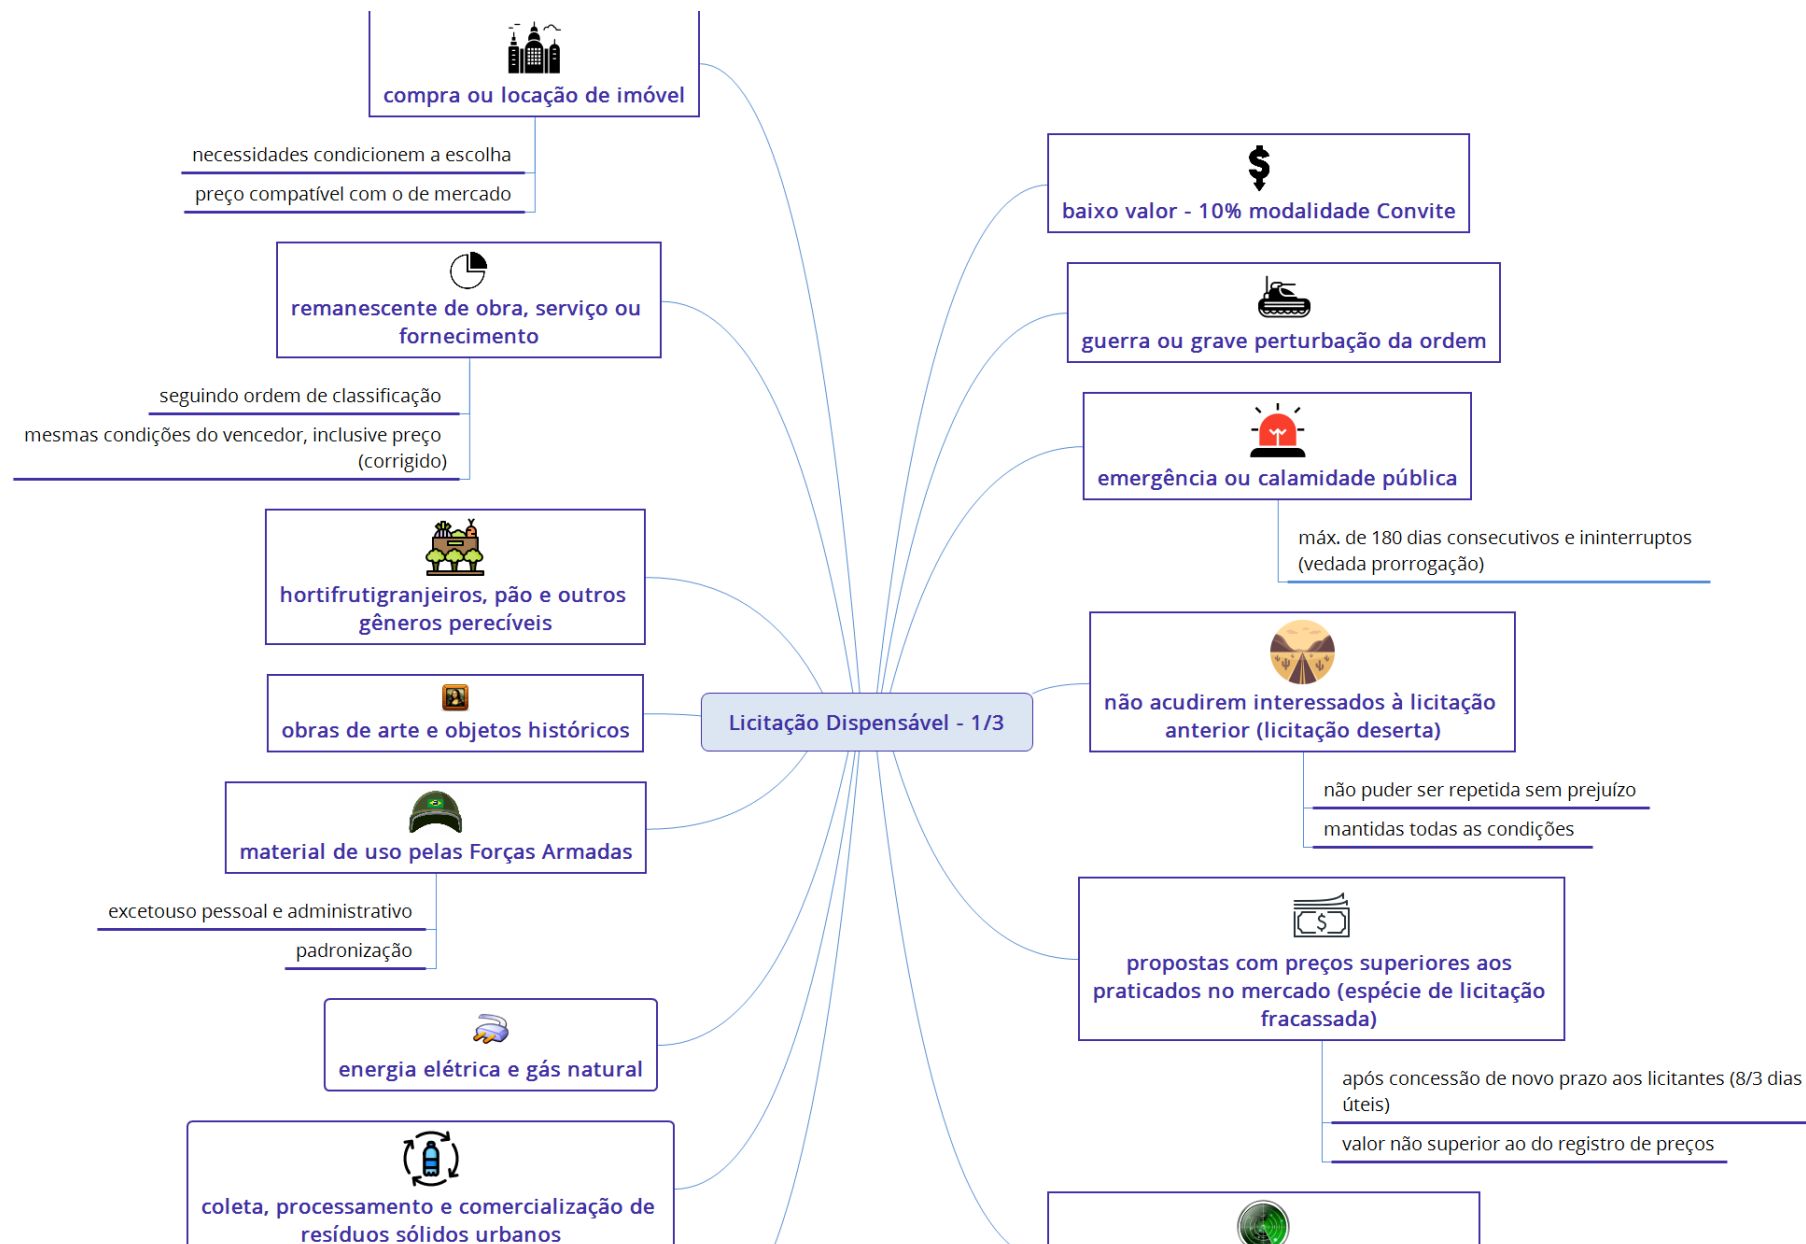 compra ou locação de imóvel
necessidades condicionem a escolha
preço compatível com o de mercado
remanescente de obra, serviço ou
fornecimento
seguindo ordem de classificação
mesmas condições do vencedor, inclusive preço
(corrigido)
hortifrutigranjeiros, pão e outros
gêneros perecíveis
obras de arte e objetos históricos
material de uso pelas Forças Armadas
excetouso pessoal e administrativo
padronização
energia elétrica e gás natural
coleta, processamento e comercialização de
resíduos sólidos urbanos
Licitação Dispensável - 1/3
baixo valor - 10% modalidade Convite
guerra ou grave perturbação da ordem
emergência ou calamidade pública
máx. de 180 dias consecutivos e ininterruptos
(vedada prorrogação)
não acudirem interessados à licitação
anterior (licitação deserta)
não puder ser repetida sem prejuízo
mantidas todas as condições
propostas com preços superiores aos
praticados no mercado (espécie de licitação
fracassada)
após concessão de novo prazo aos licitantes (8/3 dias
úteis)
valor não superior ao do registro de preços